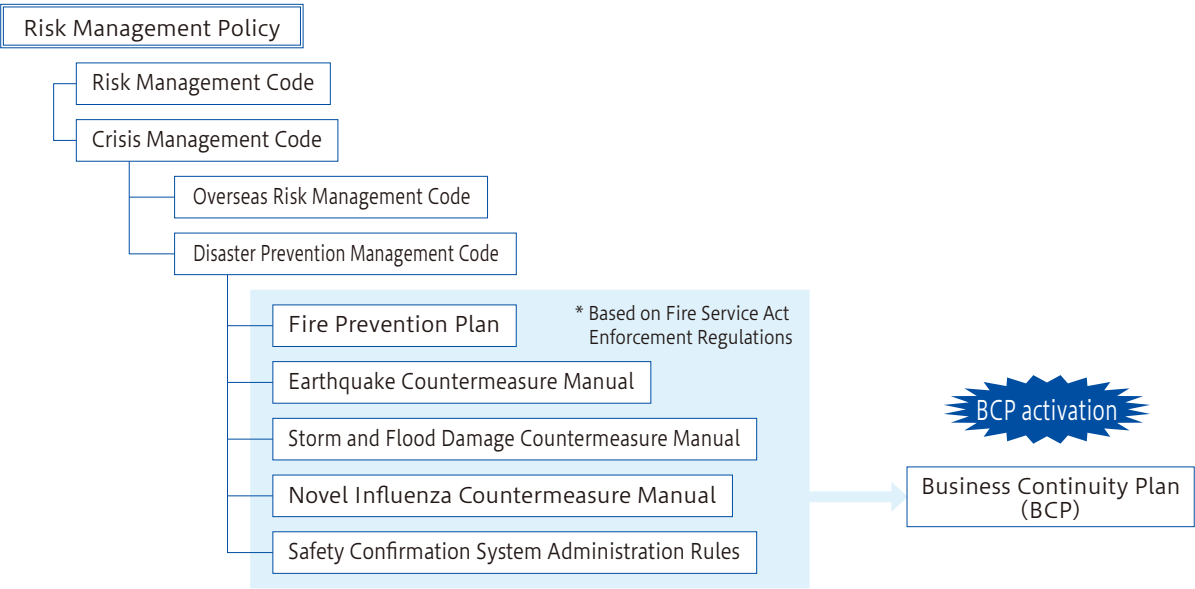 Risk Management Policy
Risk Management Code
Crisis Management Code
Overseas Risk Management Code
Disaster Prevention Management Code
Fire Prevention Plan
* Based on Fire Service Act
Enforcement Regulations
Earthquake Countermeasure Manual
Storm and Flood Damage Countermeasure Manual
Novel Influenza Countermeasure Manual
Safety Confirmation System Administration Rules
BCP activation
Business Continuity Plan
(BCP)